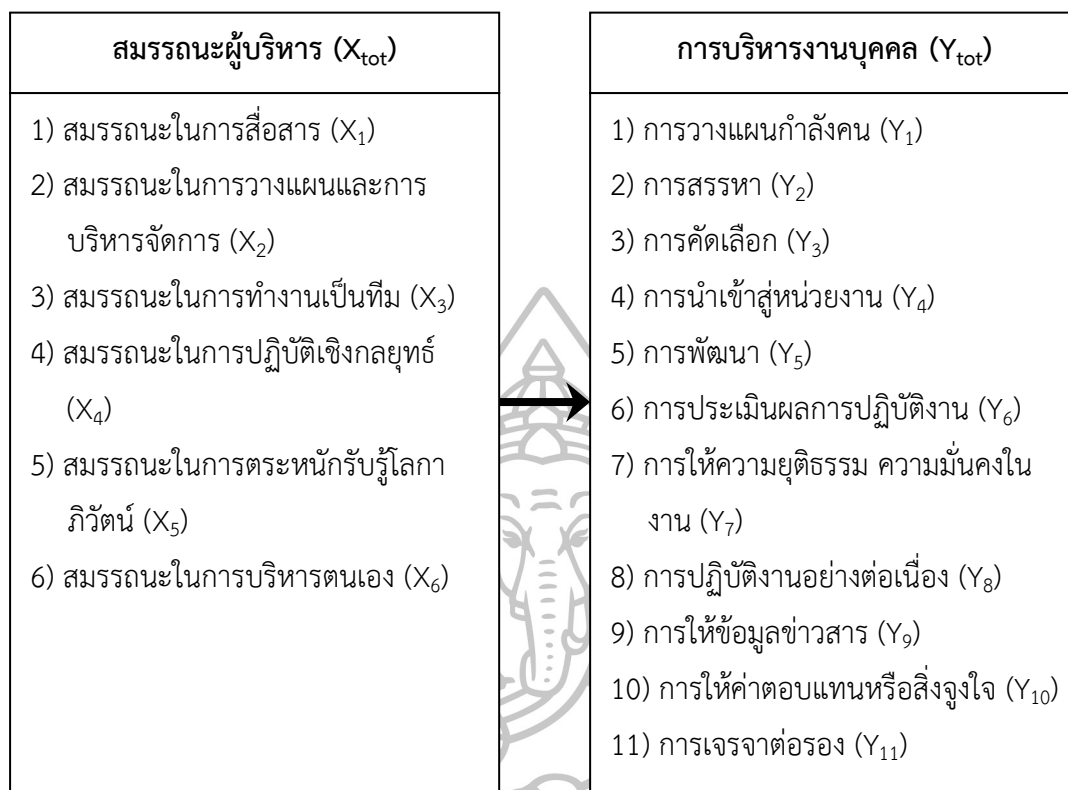 สมรรถนะผู้บริหาร (X_tot)
1) สมรรถนะในการสื่อสาร (X₁)
2) สมรรถนะในการวางแผนและการ
บริหารจัดการ (X₂)
3) สมรรถนะในการทำงานเป็นทีม (X₃)
4) สมรรถนะในการปฏิบัติเชิงกลยุทธ์
(X₄)
5) สมรรถนะในการตระหนักรับรู้โลกา
ภิวัตน์ (X₅)
6) สมรรถนะในการบริหารตนเอง (X₆)
การบริหารงานบุคคล (Y_tot)
1) การวางแผนกำลังคน (Y₁)
2) การสรรหา (Y₂)
3) การคัดเลือก (Y₃)
4) การนำเข้าสู่หน่วยงาน (Y₄)
5) การพัฒนา (Y₅)
6) การประเมินผลการปฏิบัติงาน (Y₆)
7) การให้ความยุติธรรม ความมั่นคงใน
งาน (Y₇)
8) การปฏิบัติงานอย่างต่อเนื่อง (Y₈)
9) การให้ข้อมูลข่าวสาร (Y₉)
10) การให้ค่าตอบแทนหรือสิ่งจูงใจ (Y₁₀)
11) การเจรจาต่อรอง (Y₁₁)